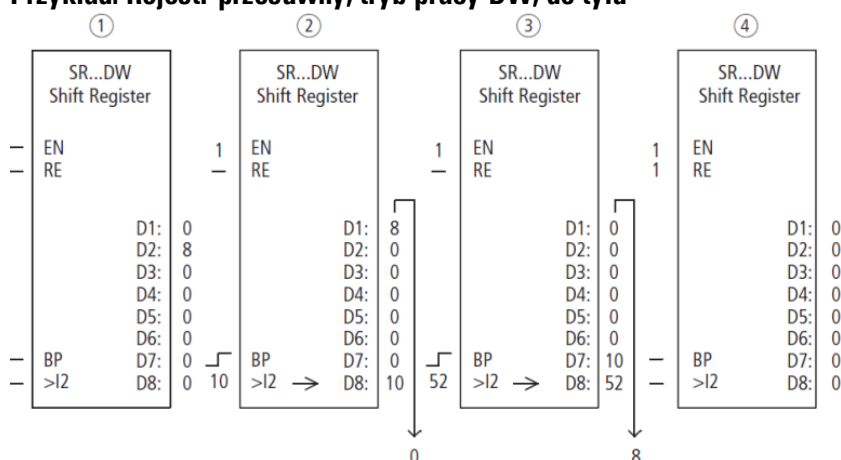 Przykład: Rejestr przesuwny, tryb pracy DW, do tyłu
1 2 3 4
SR...DW SR...DW SR...DW SR...DW
Shift Register Shift Register Shift Register Shift Register
– EN 1 EN 1 EN 1 EN
– RE – RE – RE 1 RE
D1: 0 D1: 8 D1: 0 D1: 0
D2: 8 D2: 0 D2: 0 D2: 0
D3: 0 D3: 0 D3: 0 D3: 0
D4: 0 D4: 0 D4: 0 D4: 0
D5: 0 D5: 0 D5: 0 D5: 0
D6: 0 D6: 0 D6: 0 D6: 0
– BP D7: 0 BP D7: 0 BP D7: 10 – BP D7: 0
– >I2 D8: 0 10 >I2 → D8: 10 52 >I2 → D8: 52 – >I2 D8: 0
0 8